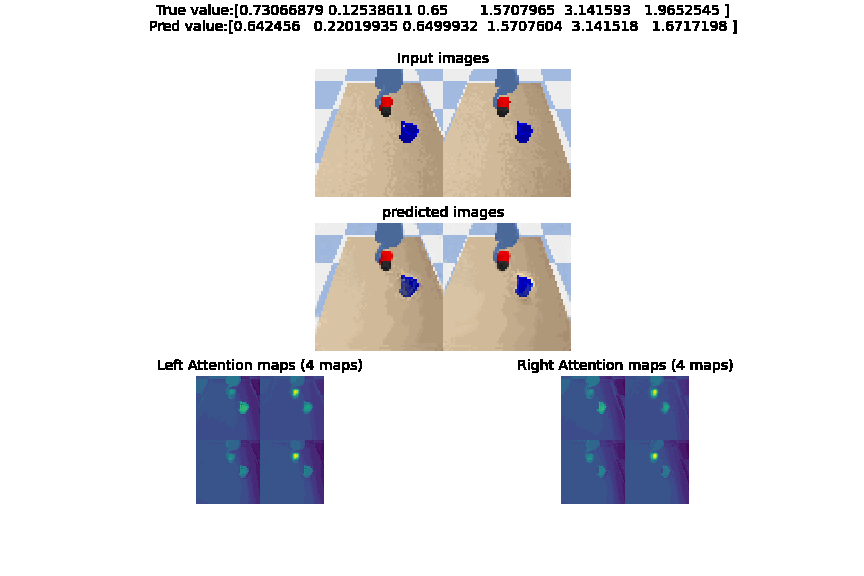 True value:[0.73066879 0.12538611 0.65 1.5707965 3.141593 1.9652545 ]
Pred value:[0.642456 0.22019935 0.6499932 1.5707604 3.141518 1.6717198 ]
Input images
predicted images
Left Attention maps (4 maps)
Right Attention maps (4 maps)